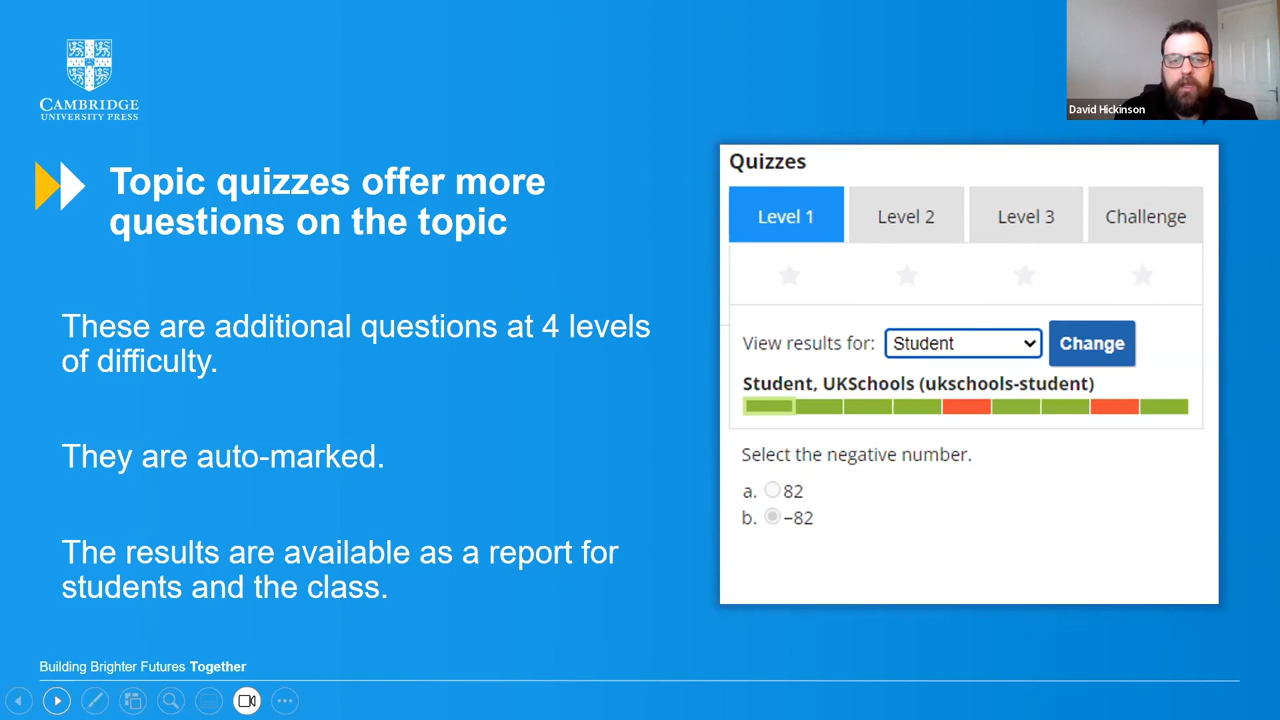 CAMBRIDGE
UNIVERSITY PRESS
David Hickinson
Topic quizzes offer more
questions on the topic
These are additional questions at 4 levels
of difficulty.
They are auto-marked.
The results are available as a report for
students and the class.
Quizzes
Level 1 Level 2 Level 3 Challenge
View results for: Student Change
Student, UKSchools (ukschools-student)
Select the negative number.
a. 82
b. –82
Building Brighter Futures Together